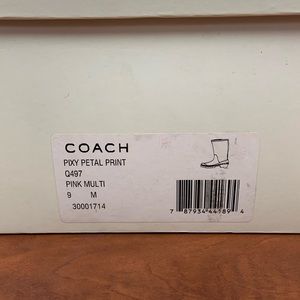 COACH
PIXY PETAL PRINT
Q497
PINK MULTI
9 M
30001714
7 87934 44789 4